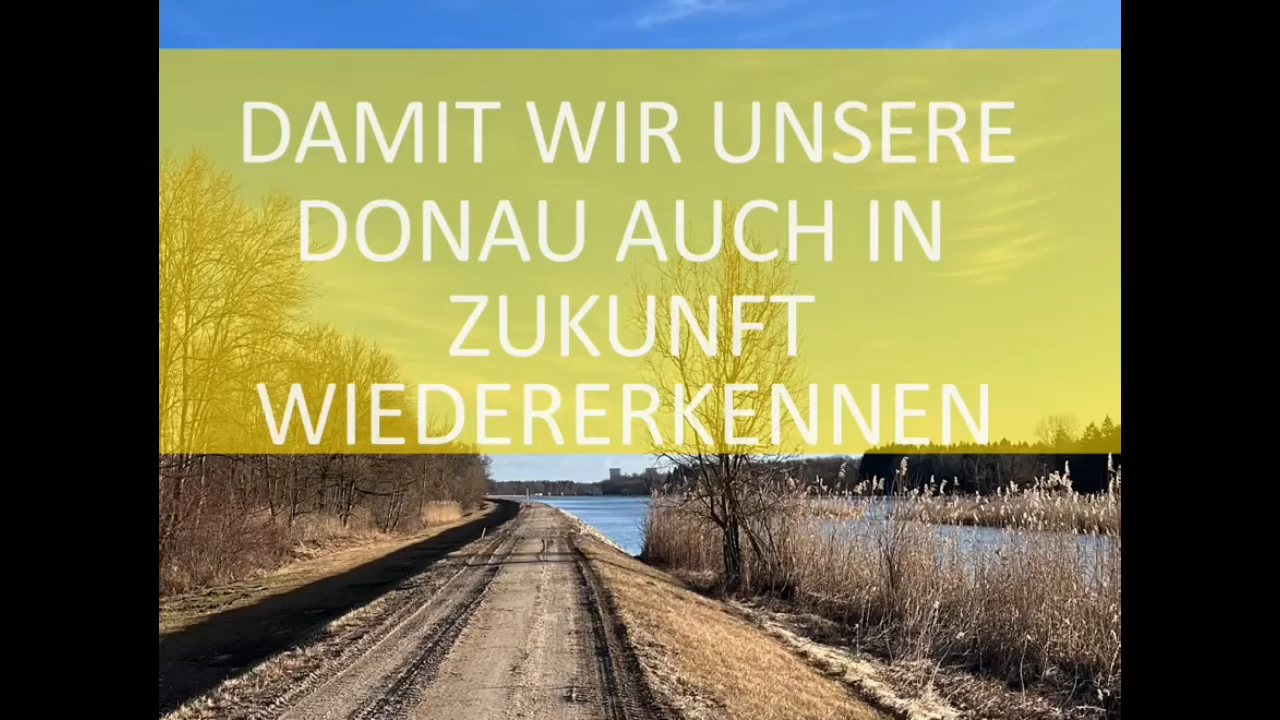 DAMIT WIR UNSERE
DONAU AUCH IN
ZUKUNFT
WIEDERERKENNEN